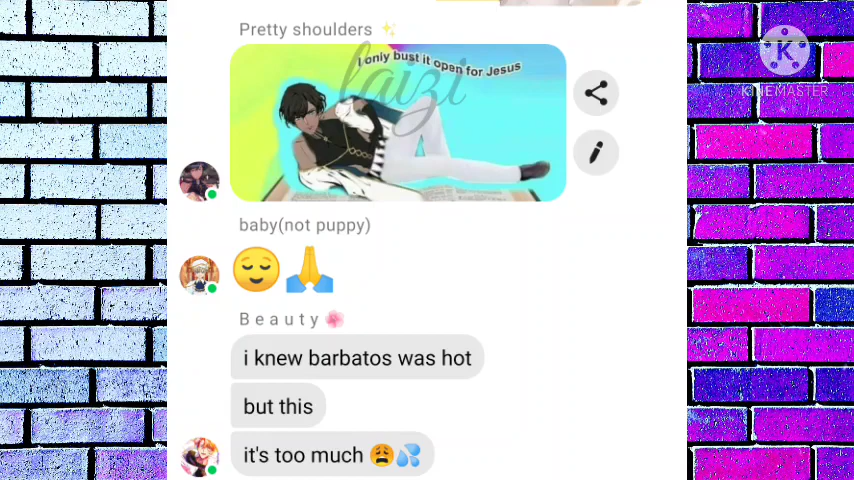 Pretty shoulders ✨
I only bust it open for Jesus
laizi
baby(not puppy)
😌🙏
B e a u t y 🌸
i knew barbatos was hot
but this
it's too much 😩💦
K
KINEMASTER